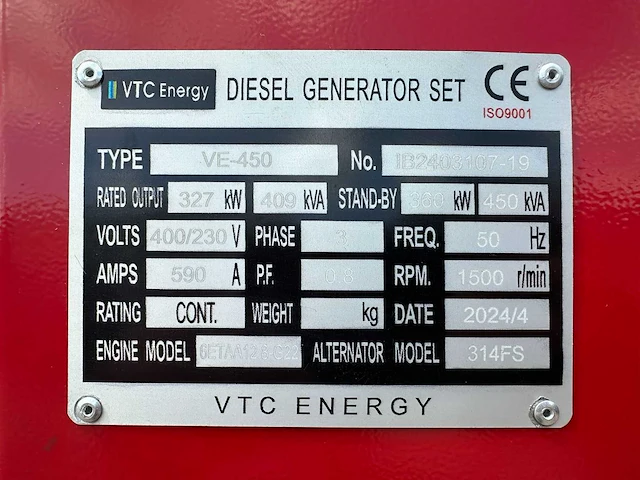 VTC Energy DIESEL GENERATOR SET CE
ISO9001
TYPE VE-450 No. IB2403107-19
RATED OUTPUT 327 kW 409 kVA STAND-BY 360 kW 450 kVA
VOLTS 400/230 V PHASE 3 FREQ. 50 Hz
AMPS 590 A P.F. 0.8 RPM. 1500 r/min
RATING CONT. WEIGHT kg DATE 2024/4
ENGINE MODEL ALTERNATOR MODEL 314FS
VTC ENERGY